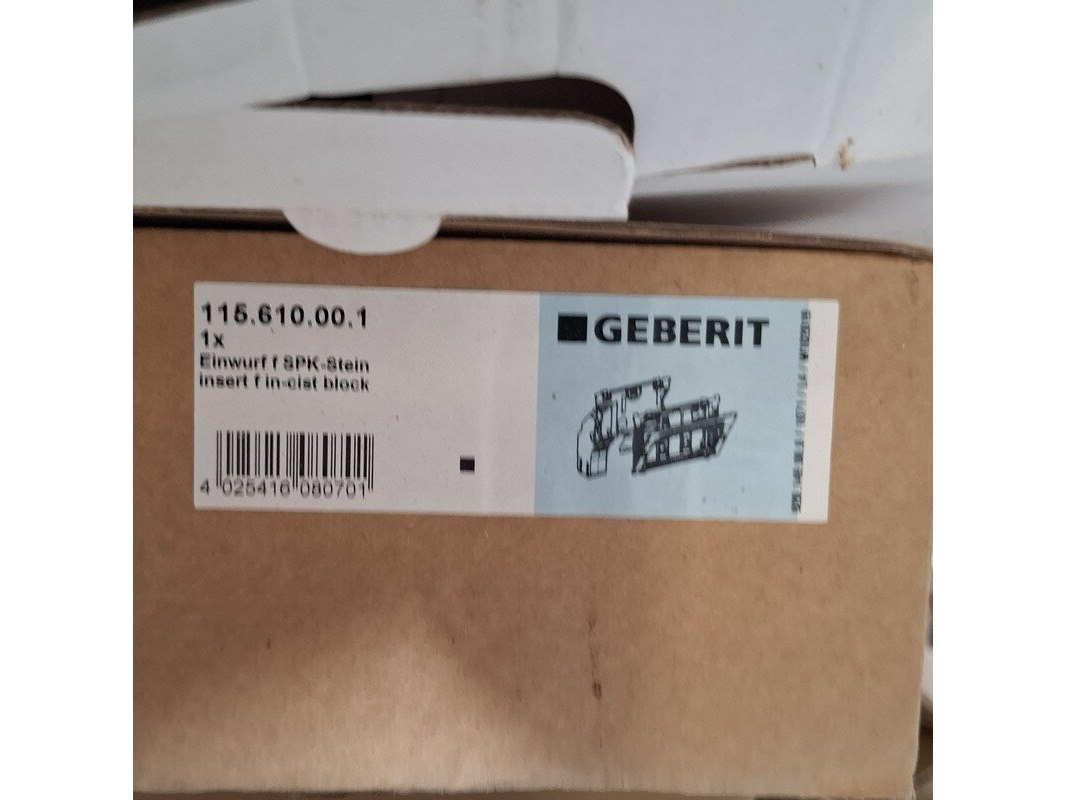 115.610.00.1
1x
Einwurf f SPK-Stein
insert f in-cist block
4 025416 080701
GEBERIT